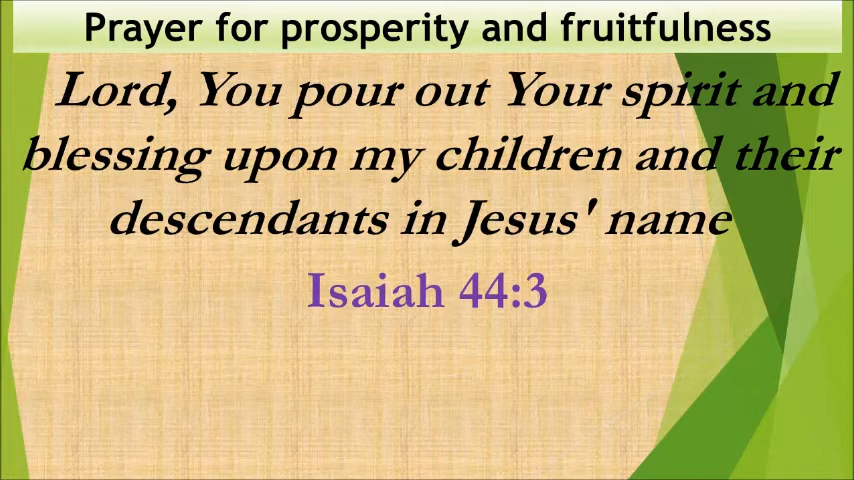 Prayer for prosperity and fruitfulness
Lord, You pour out Your spirit and
blessing upon my children and their
descendants in Jesus' name
Isaiah 44:3